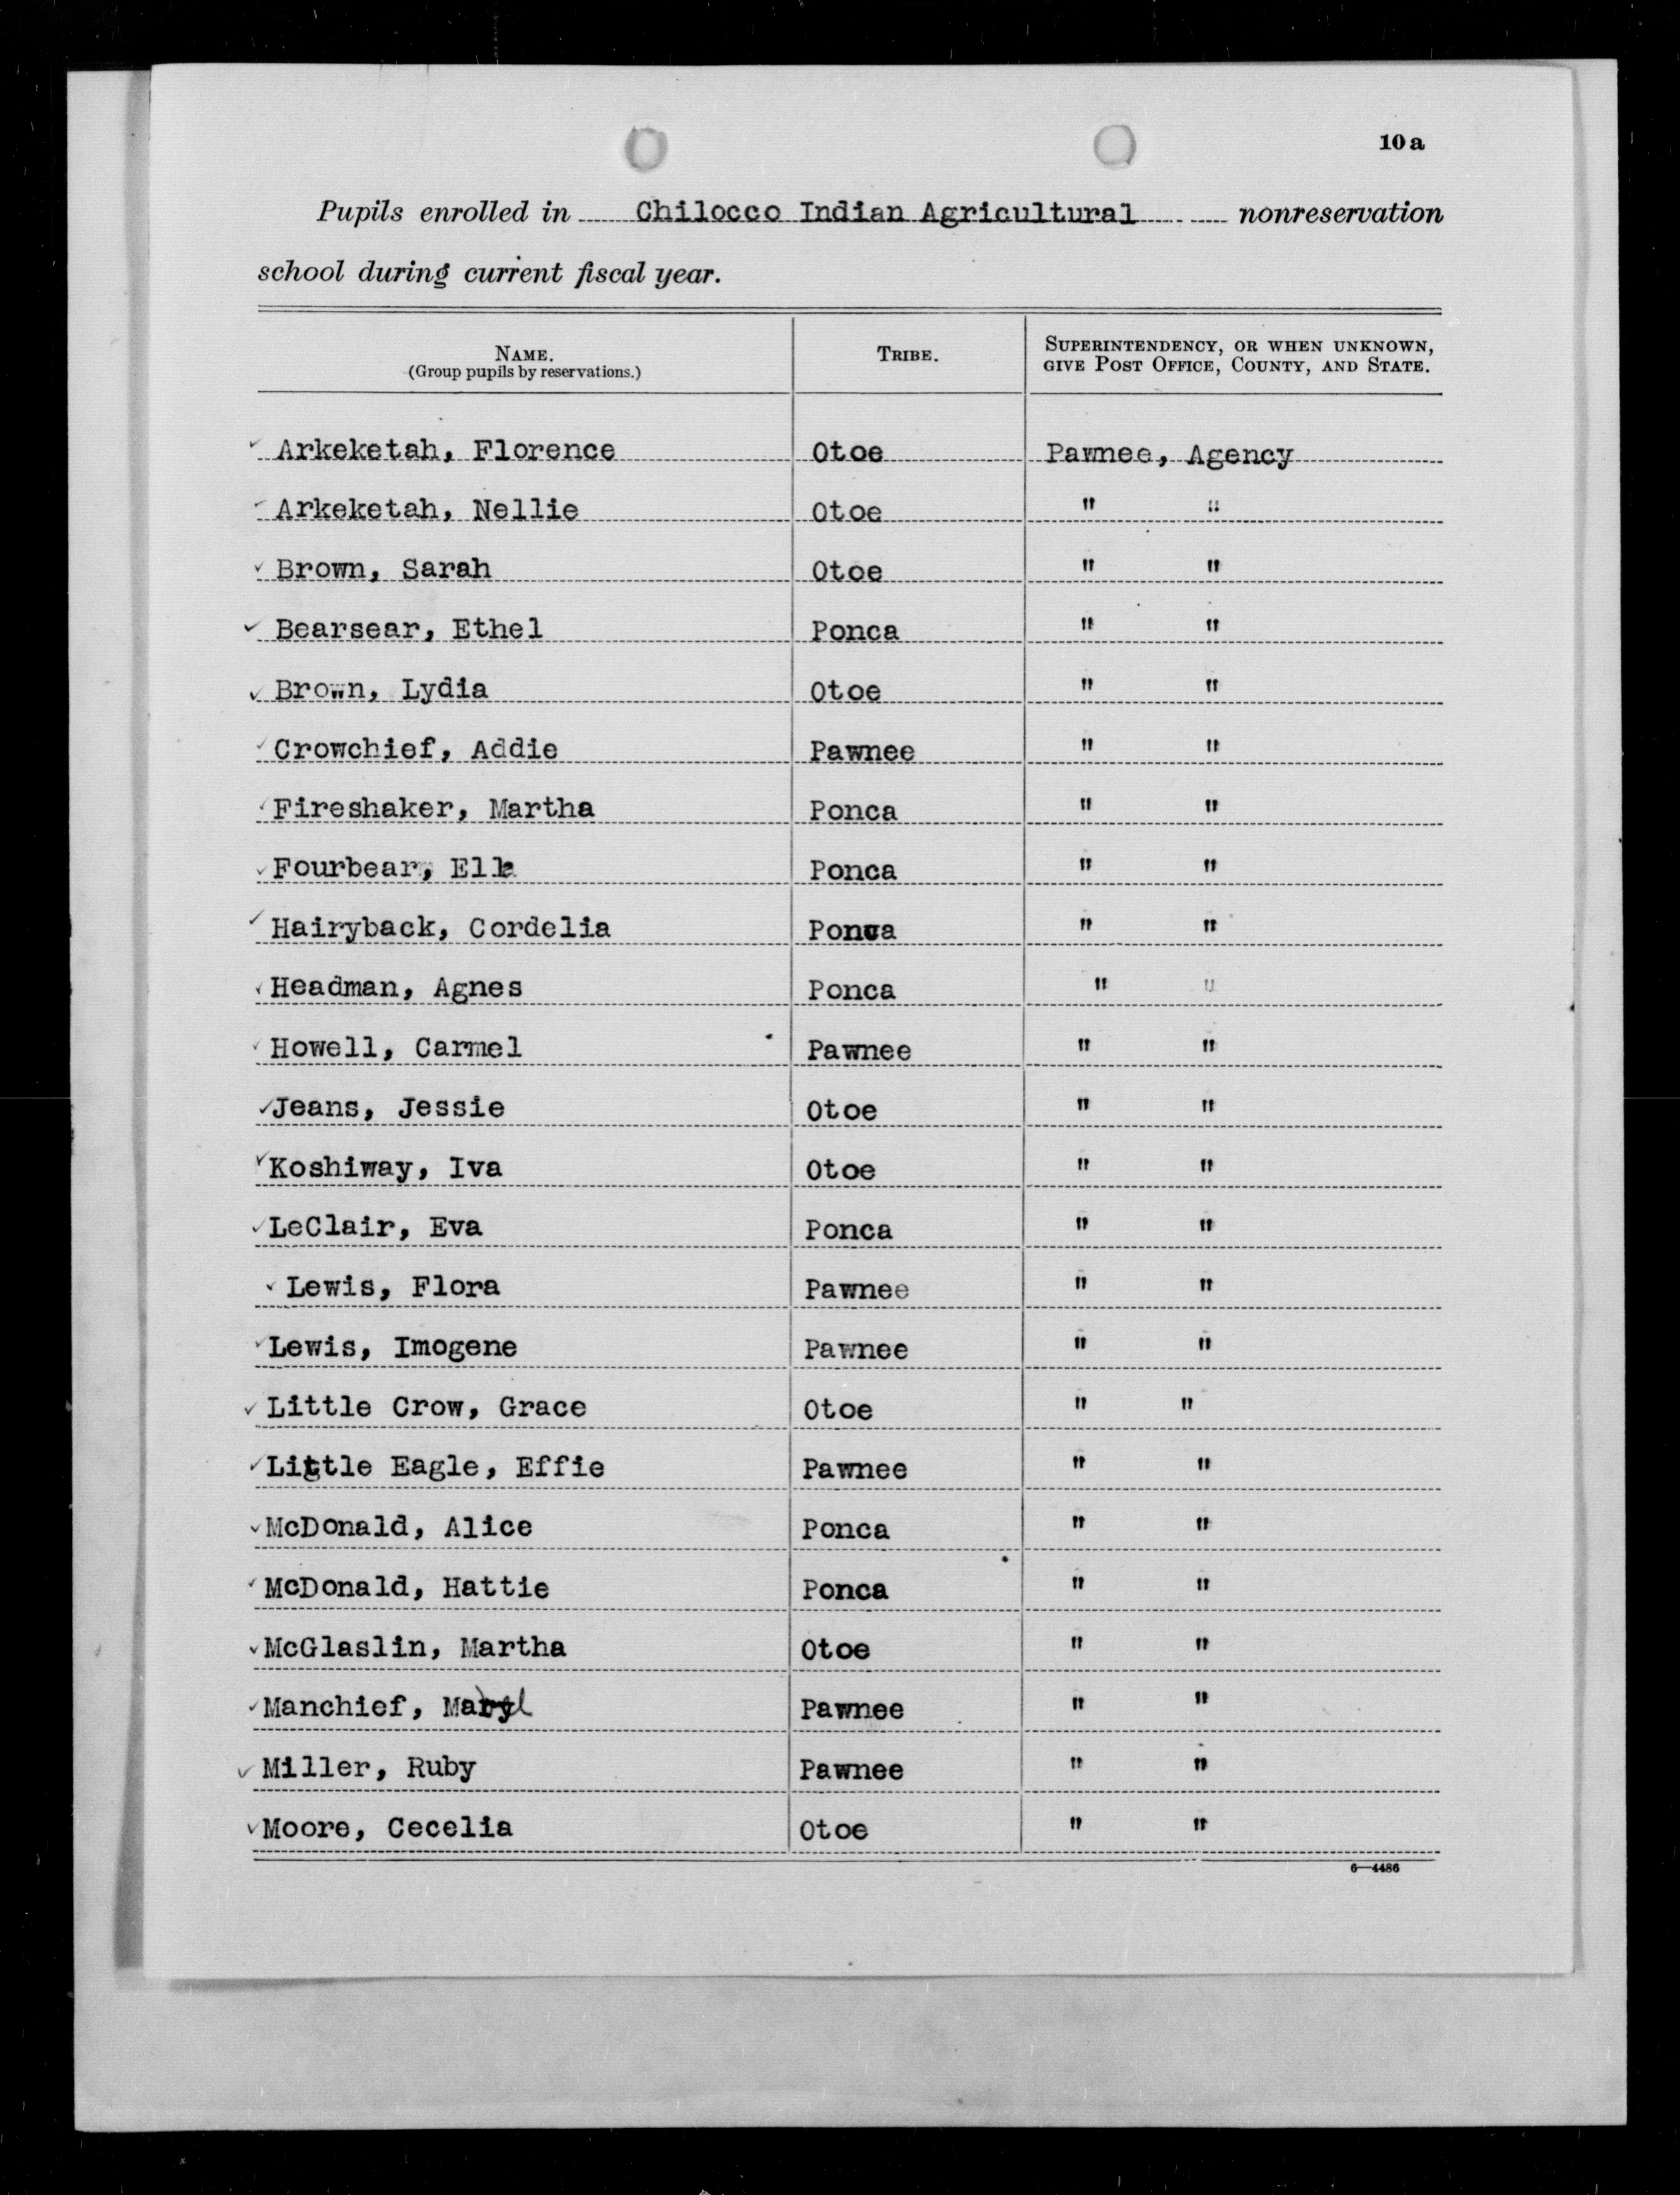 10a
Pupils enrolled in Chilocco Indian Agricultural nonreservation
school during current fiscal year.
NAME. TRIBE. SUPERINTENDENCY, OR WHEN UNKNOWN,
(Group pupils by reservations.) GIVE POST OFFICE, COUNTY, AND STATE.
✓ Arkeketah, Florence Otoe Pawnee, Agency
✓ Arkeketah, Nellie Otoe " "
✓ Brown, Sarah Otoe " "
✓ Bearsear, Ethel Ponca " "
✓ Brown, Lydia Otoe " "
✓ Crowchief, Addie Pawnee " "
✓ Fireshaker, Martha Ponca " "
✓ Fourbear, Ella Ponca " "
✓ Hairyback, Cordelia Ponca " "
✓ Headman, Agnes Ponca " "
✓ Howell, Carmel Pawnee " "
✓ Jeans, Jessie Otoe " "
✓ Koshiway, Iva Otoe " "
✓ LeClair, Eva Ponca " "
✓ Lewis, Flora Pawnee " "
✓ Lewis, Imogene Pawnee " "
✓ Little Crow, Grace Otoe " "
✓ Little Eagle, Effie Pawnee " "
✓ McDonald, Alice Ponca " "
✓ McDonald, Hattie Ponca " "
✓ McGlaslin, Martha Otoe " "
✓ Manchief, Pawnee " "
✓ Miller, Ruby Pawnee " "
✓ Moore, Cecelia Otoe " "
6—4486